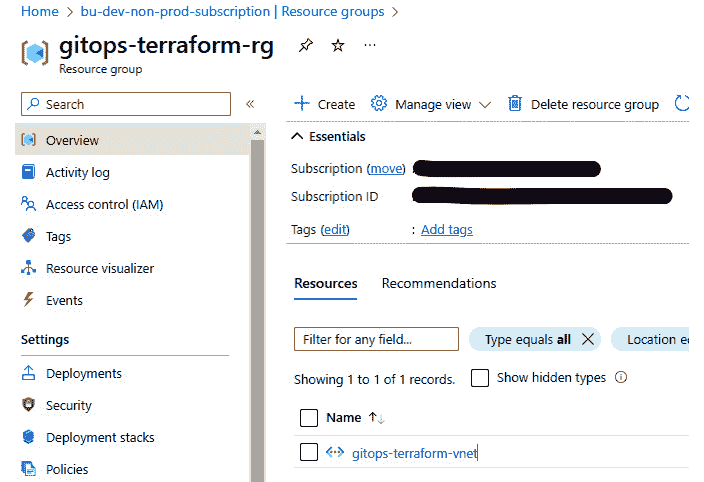 Home > bu-dev-non-prod-subscription | Resource groups >
gitops-terraform-rg
Resource group
Search
Overview
Activity log
Access control (IAM)
Tags
Resource visualizer
Events
Settings
Deployments
Security
Deployment stacks
Policies
Create Manage view Delete resource group
Essentials
Subscription (move)
Subscription ID
Tags (edit) : Add tags
Resources Recommendations
Filter for any field... Type equals all Location e
Showing 1 to 1 of 1 records. Show hidden types
Name
gitops-terraform-vnet